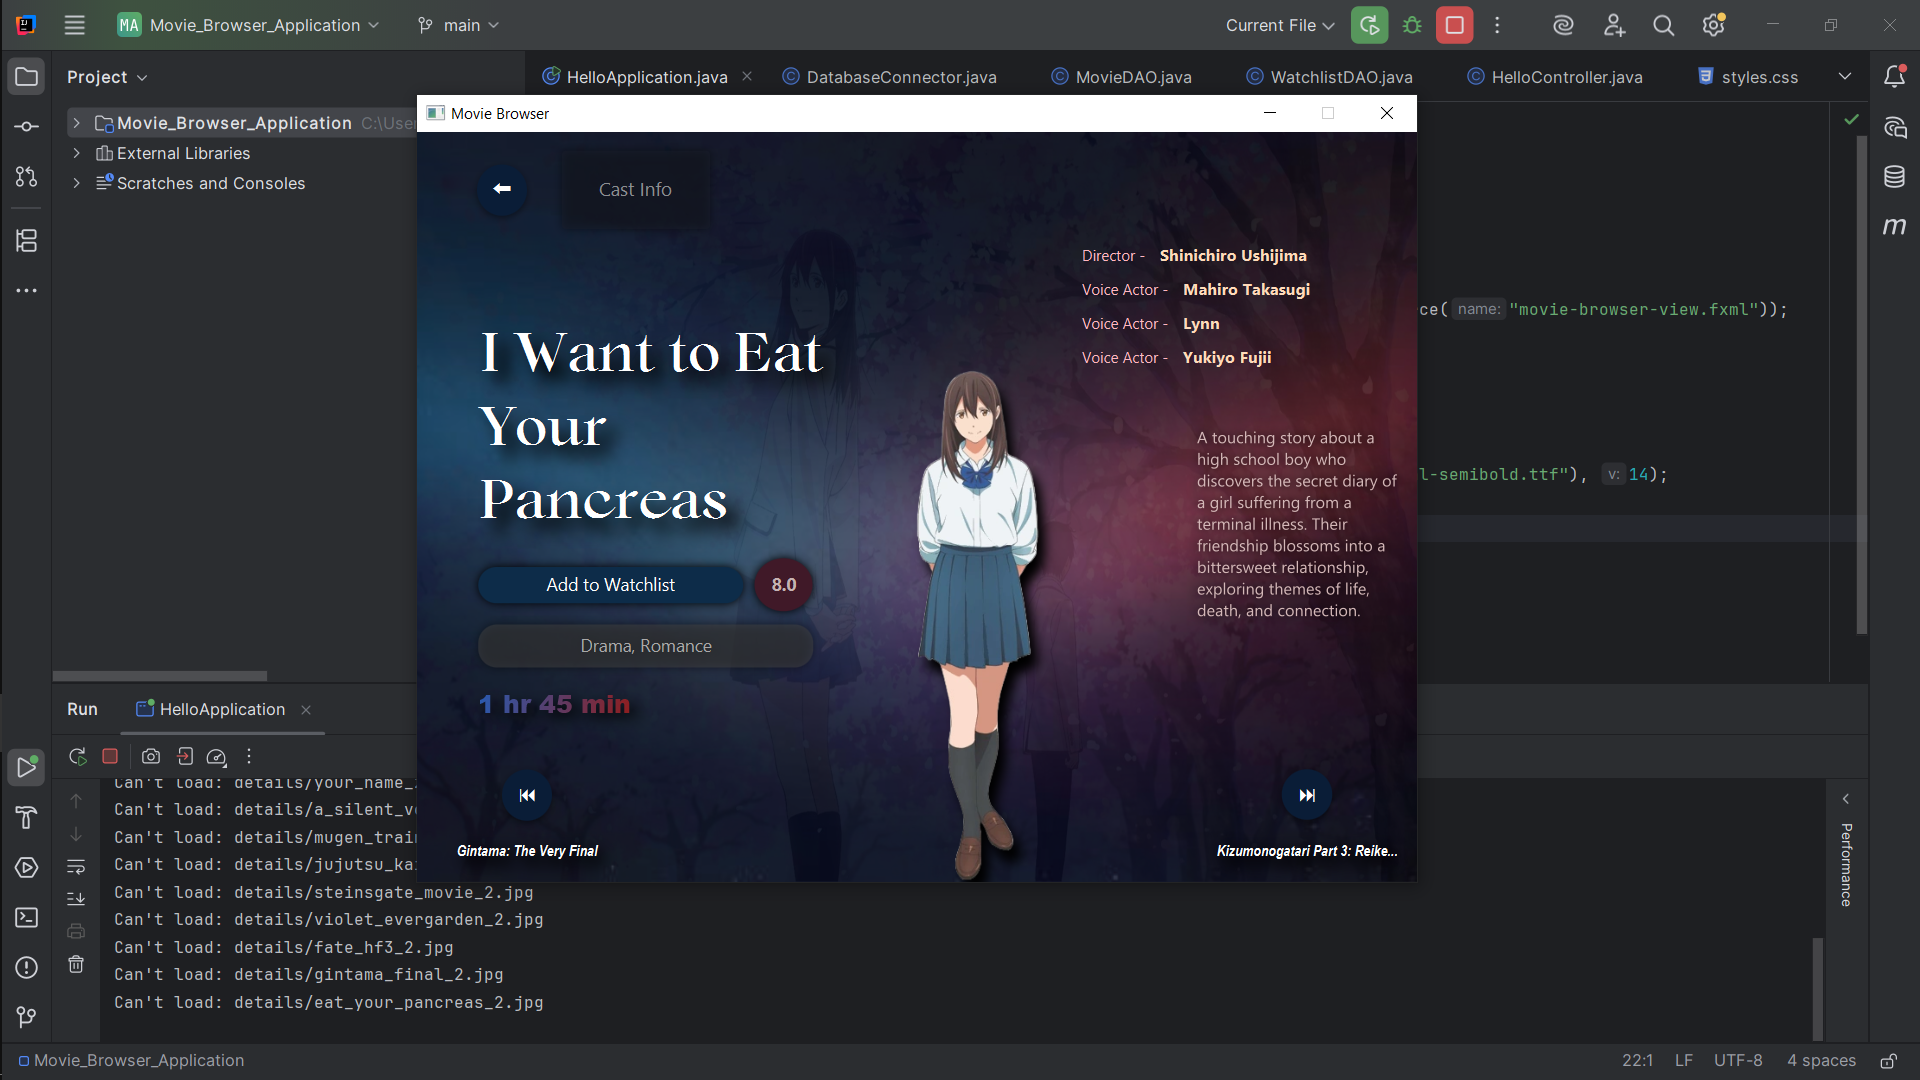 MA Movie_Browser_Application
main
Current File
Project
HelloApplication.java
DatabaseConnector.java
MovieDAO.java
WatchlistDAO.java
HelloController.java
styles.css
Movie_Browser_Application C:\Use
External Libraries
Scratches and Consoles
Movie Browser
Cast Info
Director - Shinichiro Ushijima
Voice Actor - Mahiro Takasugi
Voice Actor - Lynn
Voice Actor - Yukiyo Fujii
I Want to Eat
Your
Pancreas
A touching story about a
high school boy who
discovers the secret diary of
a girl suffering from a
terminal illness. Their
friendship blossoms into a
bittersweet relationship,
exploring themes of life,
death, and connection.
Add to Watchlist
8.0
Drama, Romance
1 hr 45 min
Gintama: The Very Final
Kizumonogatari Part 3: Reike...
ce( name: "movie-browser-view.fxml"));
l-semibold.ttf"), v: 14);
m
Run
HelloApplication
Can't load: details/your_name_
Can't load: details/a_silent_v
Can't load: details/mugen_trai
Can't load: details/jujutsu_ka
Can't load: details/steinsgate_movie_2.jpg
Can't load: details/violet_evergarden_2.jpg
Can't load: details/fate_hf3_2.jpg
Can't load: details/gintama_final_2.jpg
Can't load: details/eat_your_pancreas_2.jpg
Performance
Movie_Browser_Application
22:1
LF
UTF-8
4 spaces